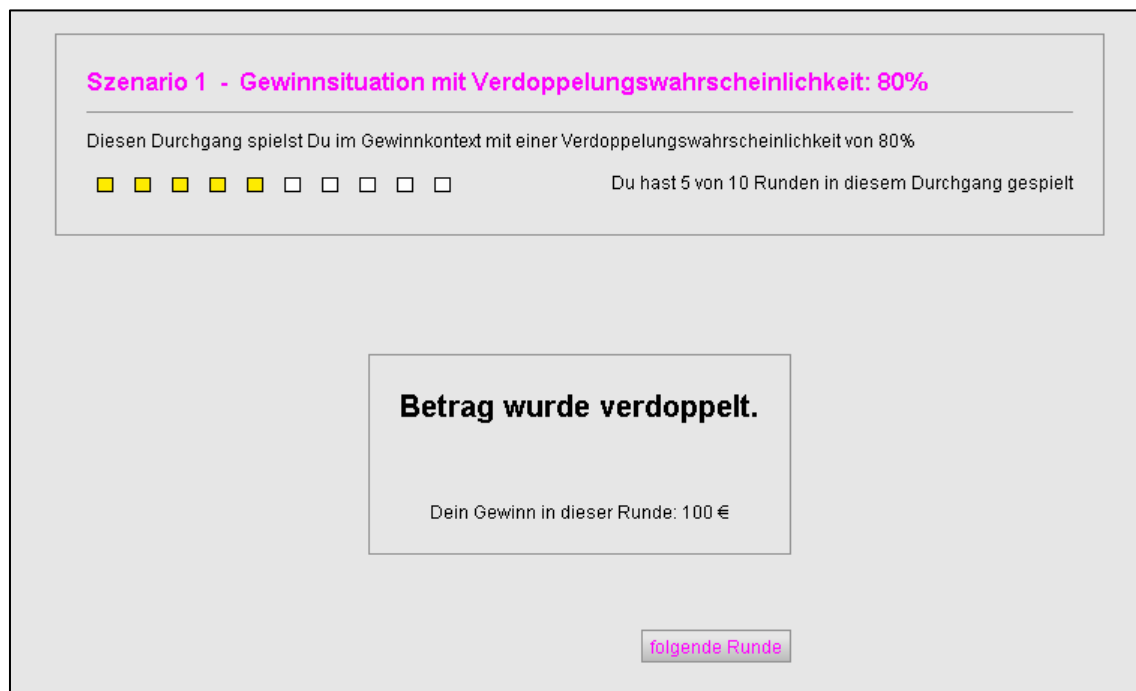 Szenario 1 - Gewinnsituation mit Verdoppelungswahrscheinlichkeit: 80%
Diesen Durchgang spielst Du im Gewinnkontext mit einer Verdoppelungswahrscheinlichkeit von 80%
Du hast 5 von 10 Runden in diesem Durchgang gespielt
Betrag wurde verdoppelt.
Dein Gewinn in dieser Runde: 100 €
folgende Runde